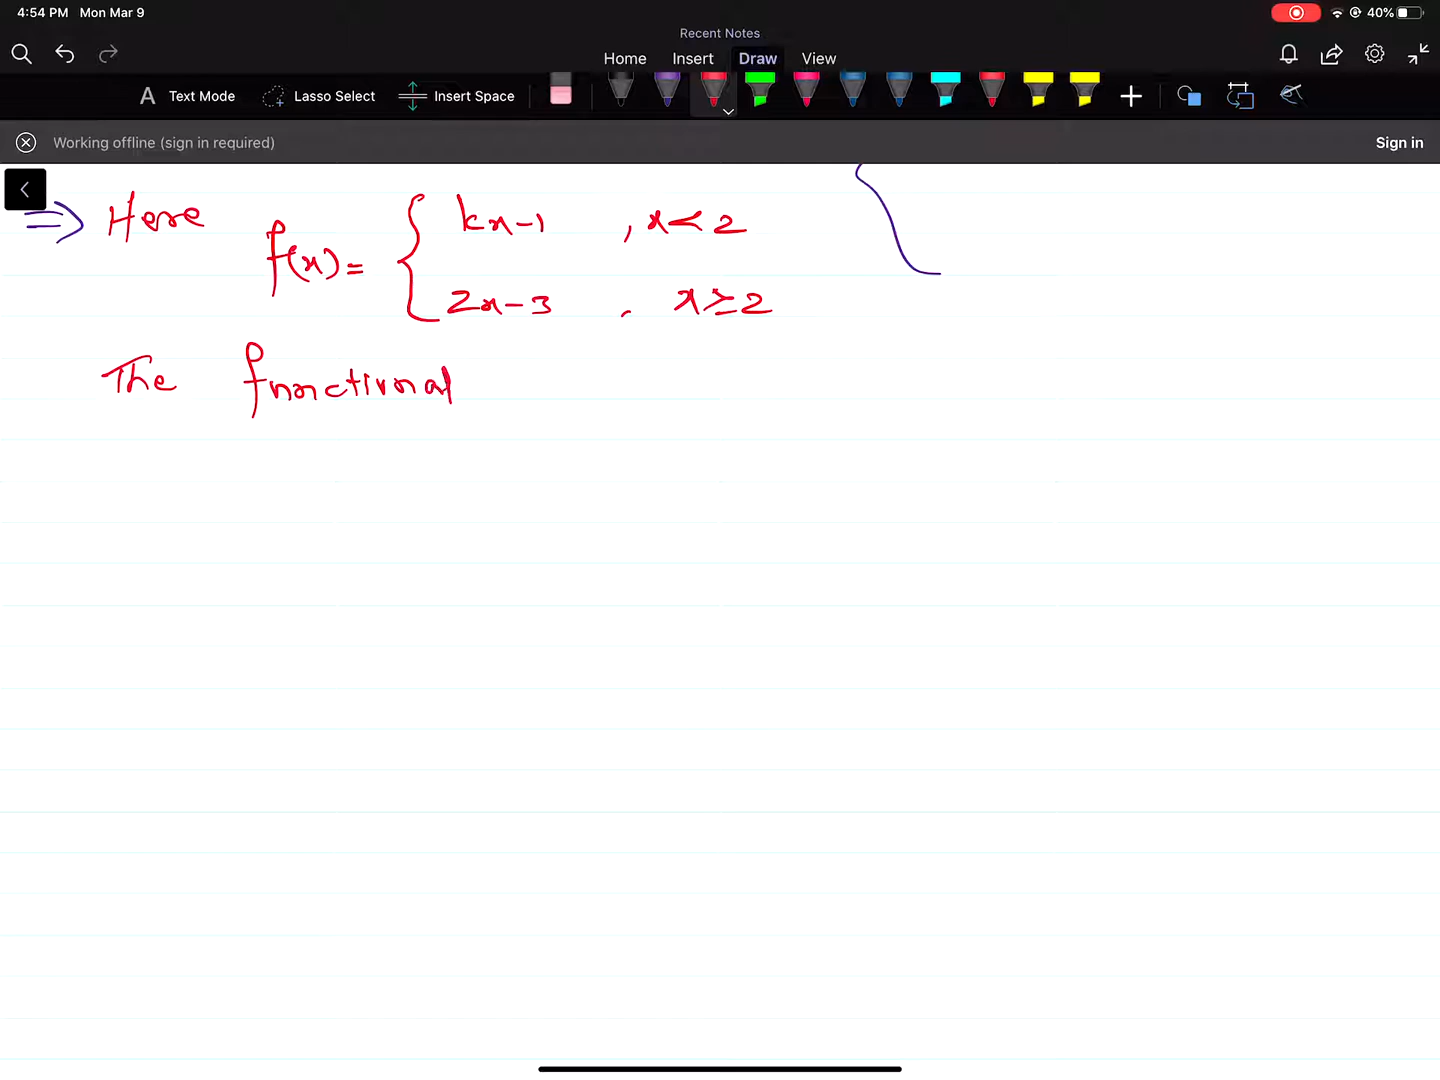 4:54 PM Mon Mar 9
40%
Recent Notes
Home Insert Draw View
A Text Mode Lasso Select Insert Space
Working offline (sign in required) Sign in
⇒ Here f(x) = { kx-1 , x < 2
2x-3 , x ≥ 2
The functional